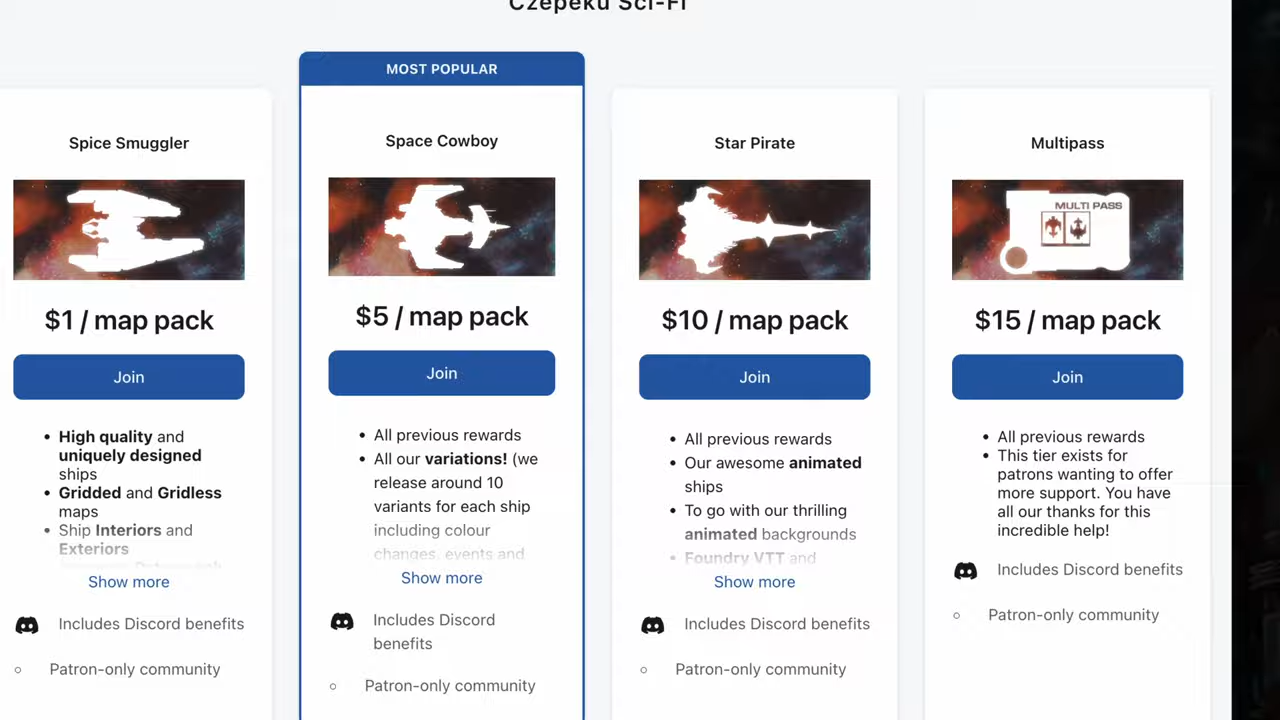 Czepeku Sci-Fi
MOST POPULAR
Spice Smuggler
$1 / map pack
Join
• High quality and
uniquely designed
ships
• Gridded and Gridless
maps
• Ship Interiors and
Exteriors
Show more
Includes Discord benefits
Patron-only community
Space Cowboy
$5 / map pack
Join
• All previous rewards
• All our variations! (we
release around 10
variants for each ship
including colour
changes, events and
Show more
Includes Discord
benefits
Patron-only community
Star Pirate
$10 / map pack
Join
• All previous rewards
• Our awesome animated
ships
• To go with our thrilling
animated backgrounds
• Foundry VTT and
Show more
Includes Discord benefits
Patron-only community
Multipass
MULTI PASS
$15 / map pack
Join
• All previous rewards
• This tier exists for
patrons wanting to offer
more support. You have
all our thanks for this
incredible help!
Includes Discord benefits
Patron-only community